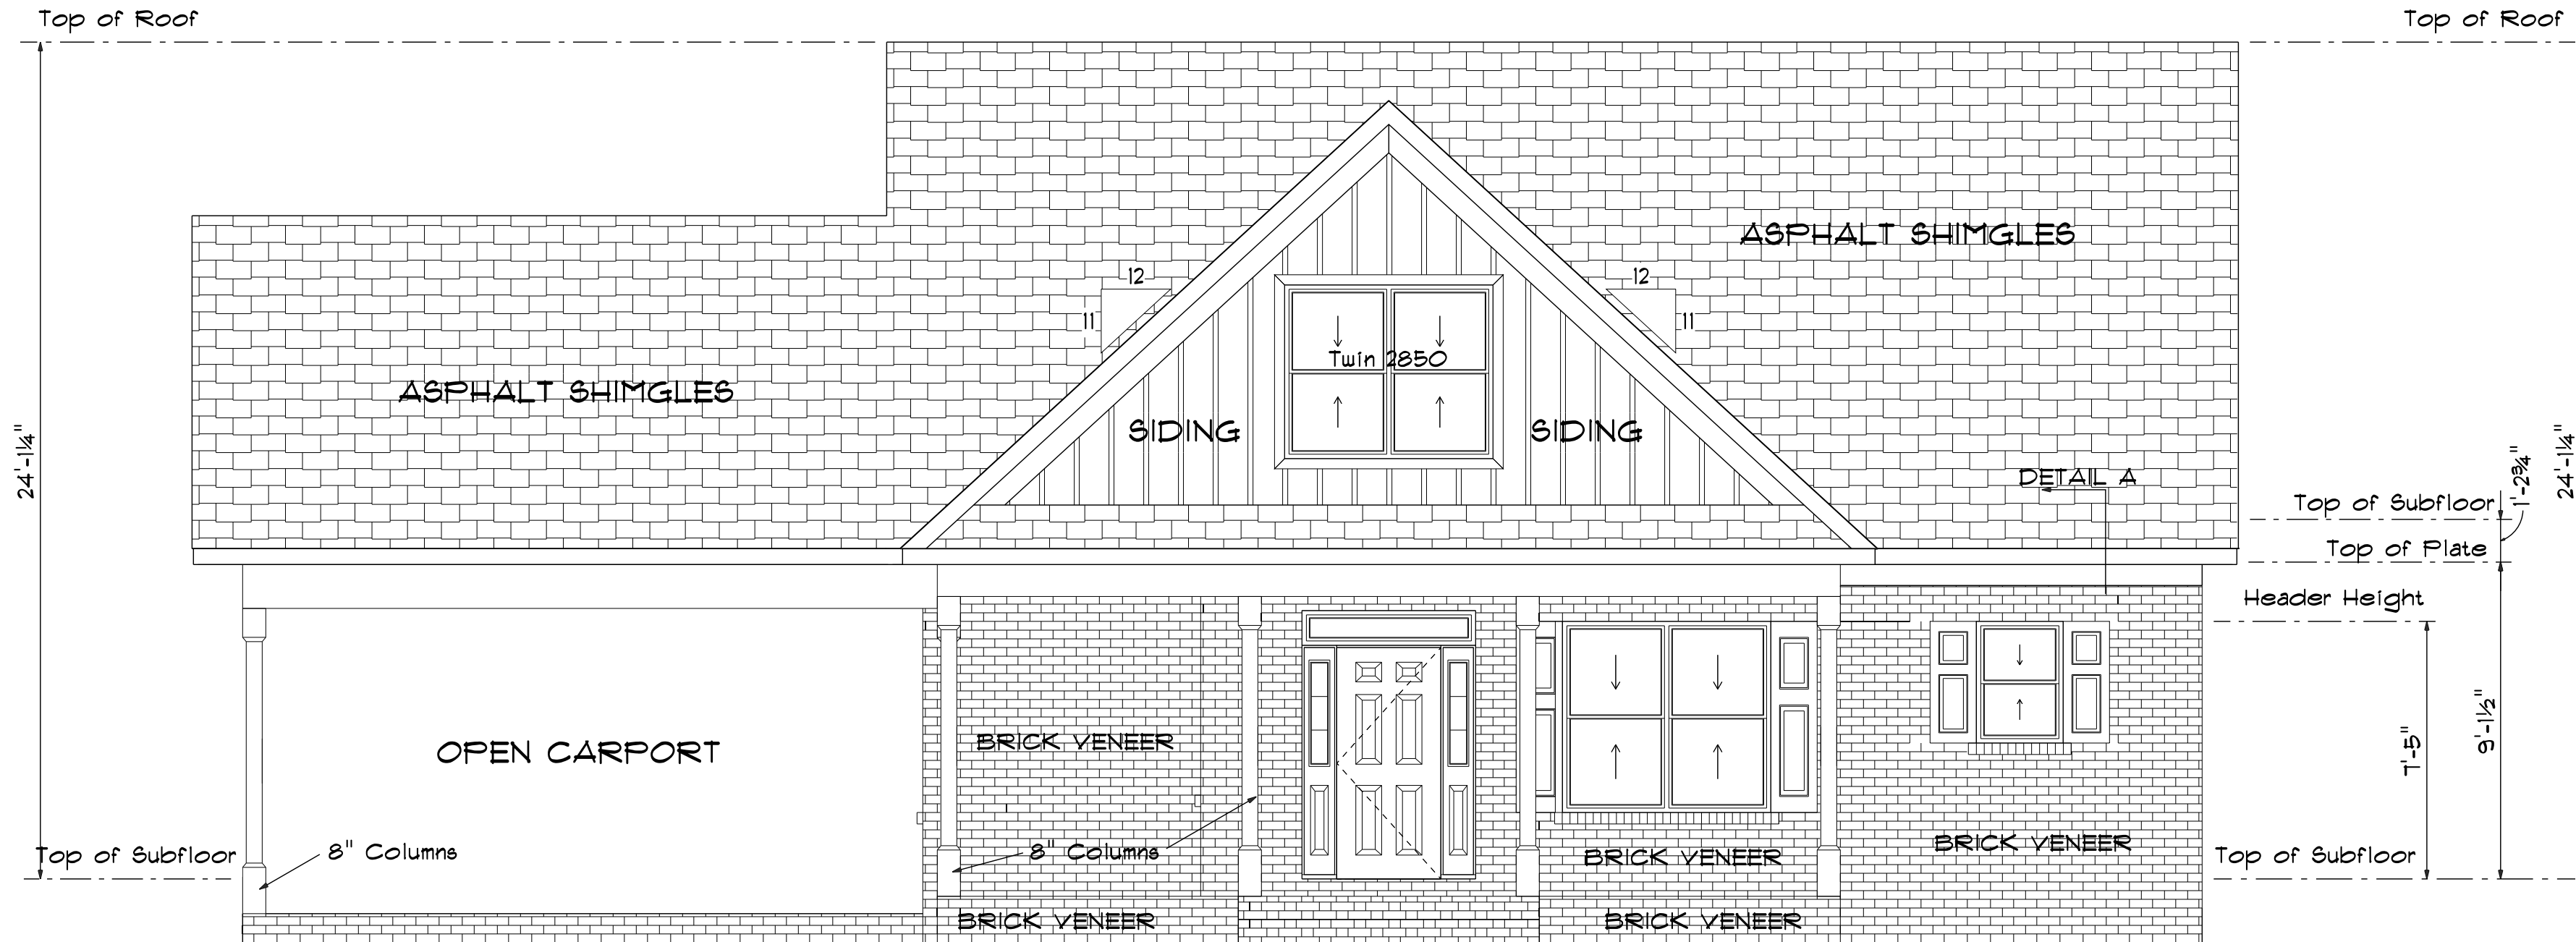 Top of Roof
Top of Roof
ASPHALT SHIMGLES
12
12
11
11
Twin 2850
ASPHALT SHIMGLES
SIDING
SIDING
24'-1¼"
24'-1¼"
DETAIL A
1'-2¾"
Top of Subfloor
Top of Plate
Header Height
OPEN CARPORT
BRICK VENEER
7'-5"
9'-1½"
8" Columns
8" Columns
BRICK VENEER
BRICK VENEER
Top of Subfloor
Top of Subfloor
BRICK VENEER
BRICK VENEER